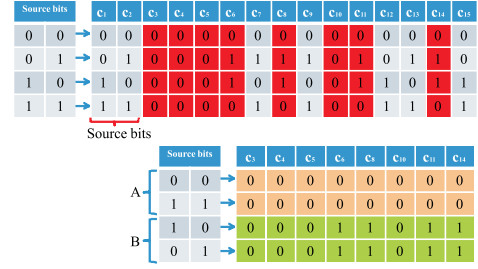 Source bits c₁ c₂ c₃ c₄ c₅ c₆ c₇ c₈ c₉ c₁₀ c₁₁ c₁₂ c₁₃ c₁₄ c₁₅
0 0 0 0 0 0 0 0 0 0 0 0 0 0 0 0 0
0 1 0 1 0 0 0 1 1 1 1 0 1 0 1 1 0
1 0 1 0 0 0 0 1 0 1 0 0 1 1 1 1 1
1 1 1 1 0 0 0 0 1 0 1 0 0 1 0 0 1
Source bits
Source bits c₃ c₄ c₅ c₆ c₈ c₁₀ c₁₁ c₁₄
A
0 0 0 0 0 0 0 0 0 0
1 1 0 0 0 0 0 0 0 0
B
1 0 0 0 0 1 1 0 1 1
0 1 0 0 0 1 1 0 1 1